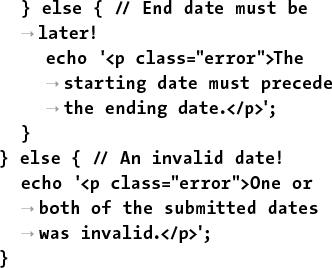 } else { // End date must be
→ later!
echo '<p class="error">The
→ starting date must precede
→ the ending date.</p>';
}
} else { // An invalid date!
echo '<p class="error">One or
→ both of the submitted dates
→ was invalid.</p>';
}